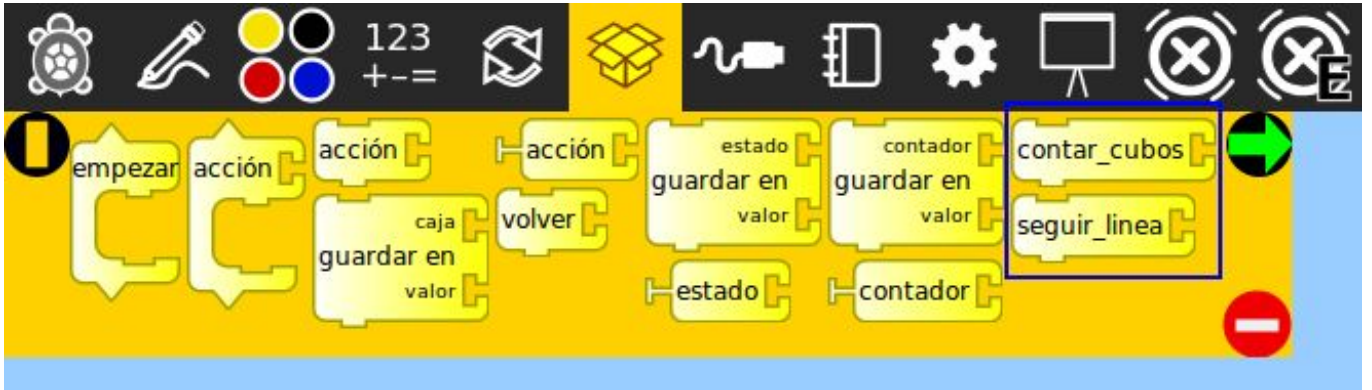 123
+-=
E
empezar
acción
acción
caja
guardar en
valor
acción
volver
estado
guardar en
valor
estado
contador
guardar en
valor
contador
contar_cubos
seguir_linea